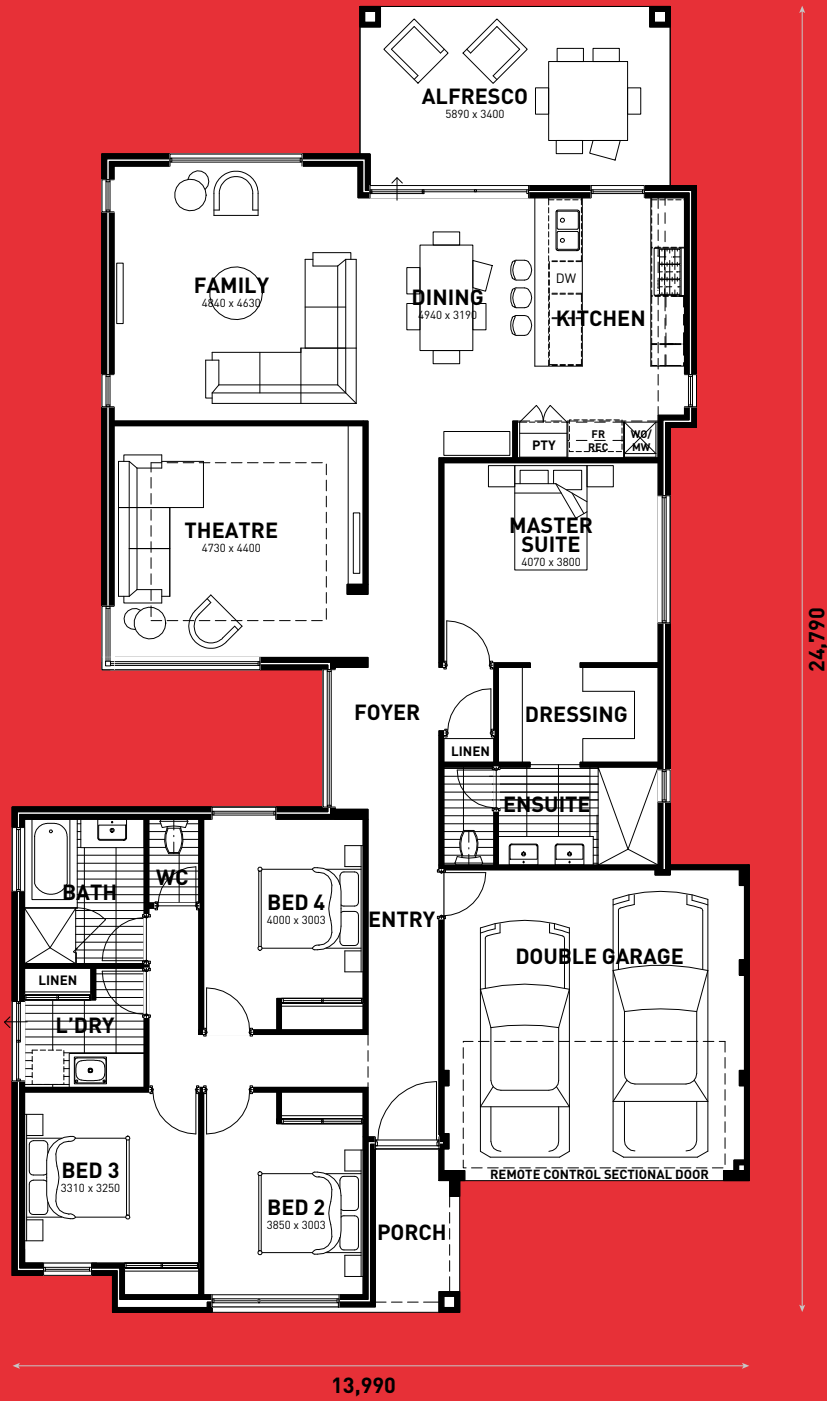 ALFRESCO
5890 x 3400
FAMILY
4840 x 4630
DINING
4940 x 3190
DW
KITCHEN
PTY
FR
REC
WO/
MW
THEATRE
4730 x 4400
MASTER
SUITE
4070 x 3800
24,790
FOYER
DRESSING
LINEN
ENSUITE
BATH
WC
BED 4
4000 x 3003
ENTRY
DOUBLE GARAGE
LINEN
L'DRY
BED 3
3310 x 3250
BED 2
3850 x 3003
REMOTE CONTROL SECTIONAL DOOR
PORCH
13,990